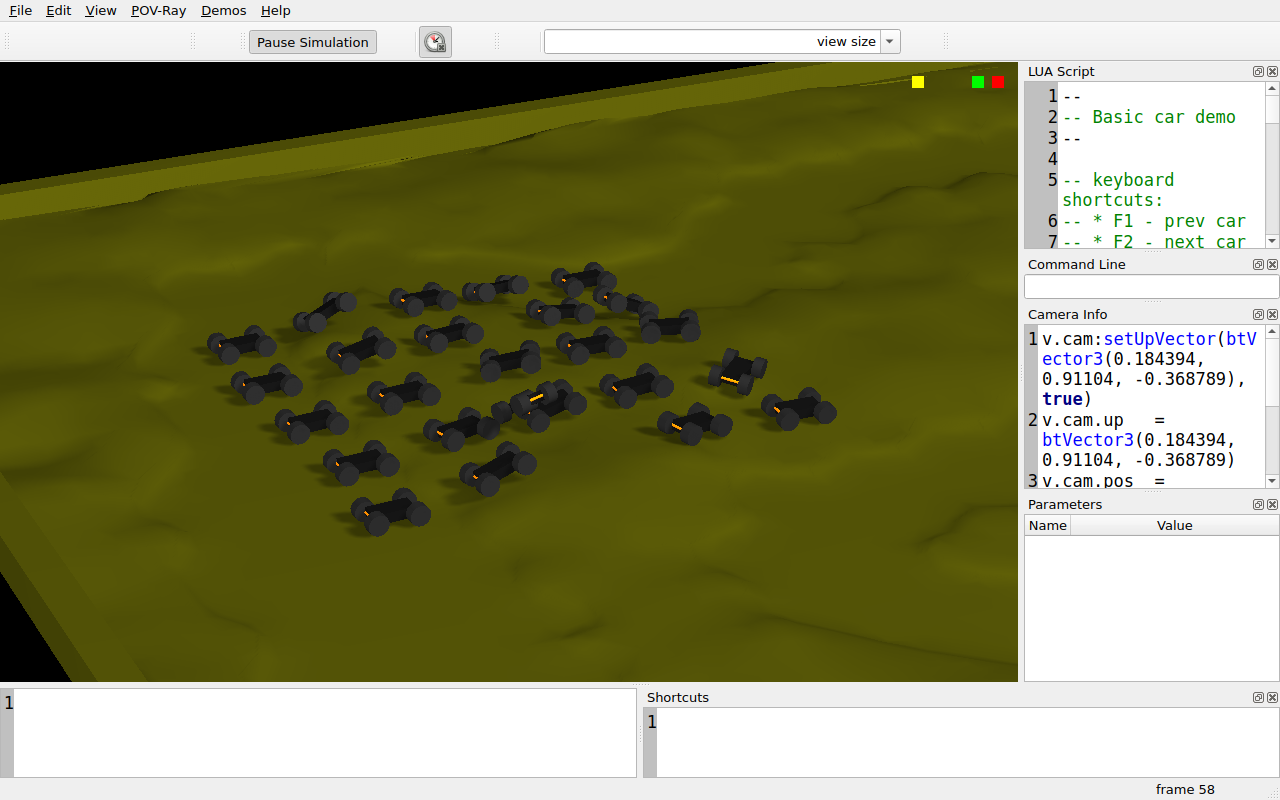 File Edit View POV-Ray Demos Help
Pause Simulation
view size
LUA Script
1 --
2 -- Basic car demo
3 --
4
5 -- keyboard
shortcuts:
6 -- * F1 - prev car
7 -- * F2 - next car
Command Line
Camera Info
1 v.cam:setUpVector(btV
ector3(0.184394,
0.91104, -0.368789),
true)
2 v.cam.up   =
btVector3(0.184394,
0.91104, -0.368789)
3 v.cam.pos  =
Parameters
Name Value
1
Shortcuts
1
frame 58